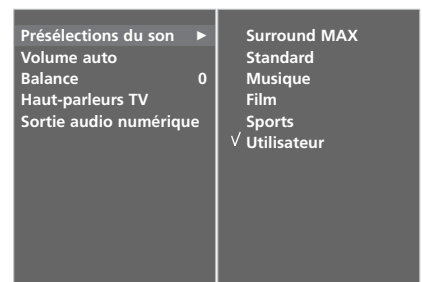 Présélections du son ►
Volume auto
Balance 0
Haut-parleurs TV
Sortie audio numérique
Surround MAX
Standard
Musique
Film
Sports
√ Utilisateur